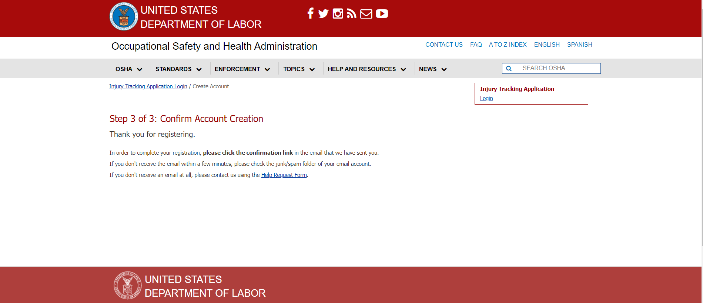 UNITED STATES
DEPARTMENT OF LABOR
Occupational Safety and Health Administration
CONTACT US FAQ A TO Z INDEX ENGLISH SPANISH
OSHA STANDARDS ENFORCEMENT TOPICS HELP AND RESOURCES NEWS SEARCH OSHA
Injury Tracking Application Login / Create Account
Injury Tracking Application
Login
Step 3 of 3: Confirm Account Creation
Thank you for registering.
In order to complete your registration, please click the confirmation link in the email that we have sent you.
If you don't receive the email within a few minutes, please check the junk/spam folder of your email account.
If you don't receive an email at all, please contact us using the Help Request Form.
UNITED STATES
DEPARTMENT OF LABOR